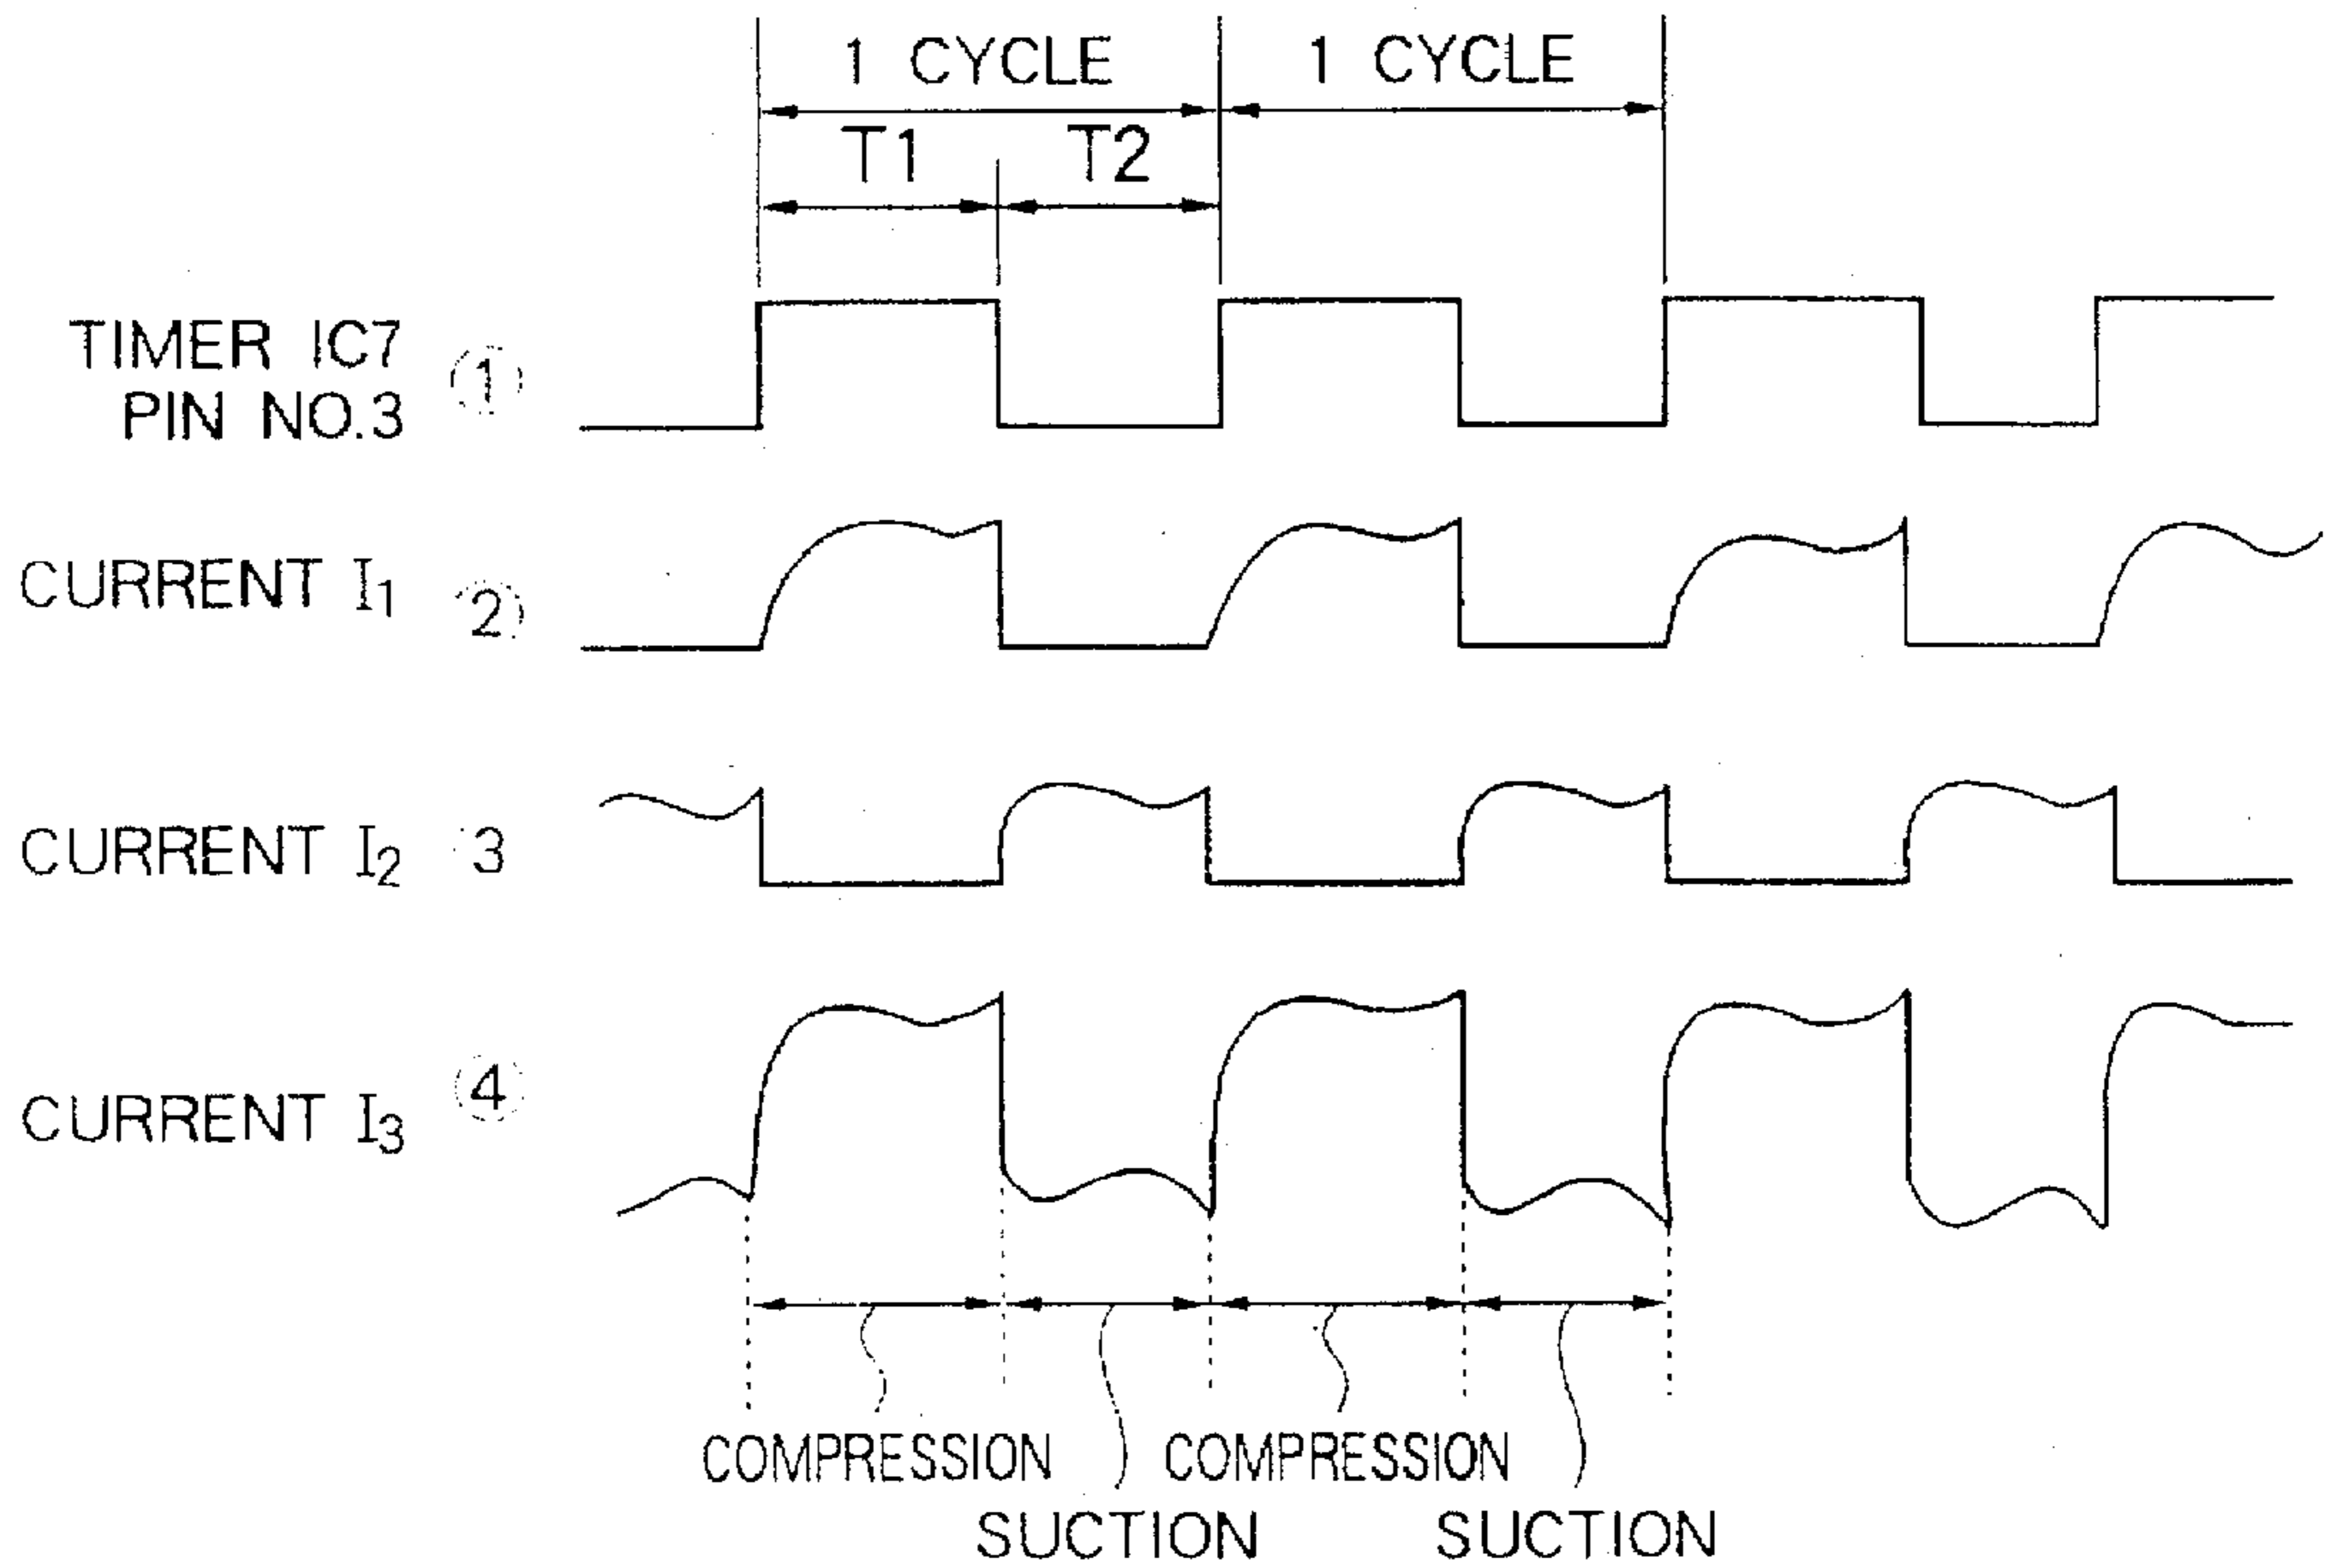 1 CYCLE 1 CYCLE
T1 T2
TIMER IC7
PIN NO.3 ①
CURRENT I₁ ②
CURRENT I₂ 3
CURRENT I₃ ④
COMPRESSION COMPRESSION
SUCTION SUCTION